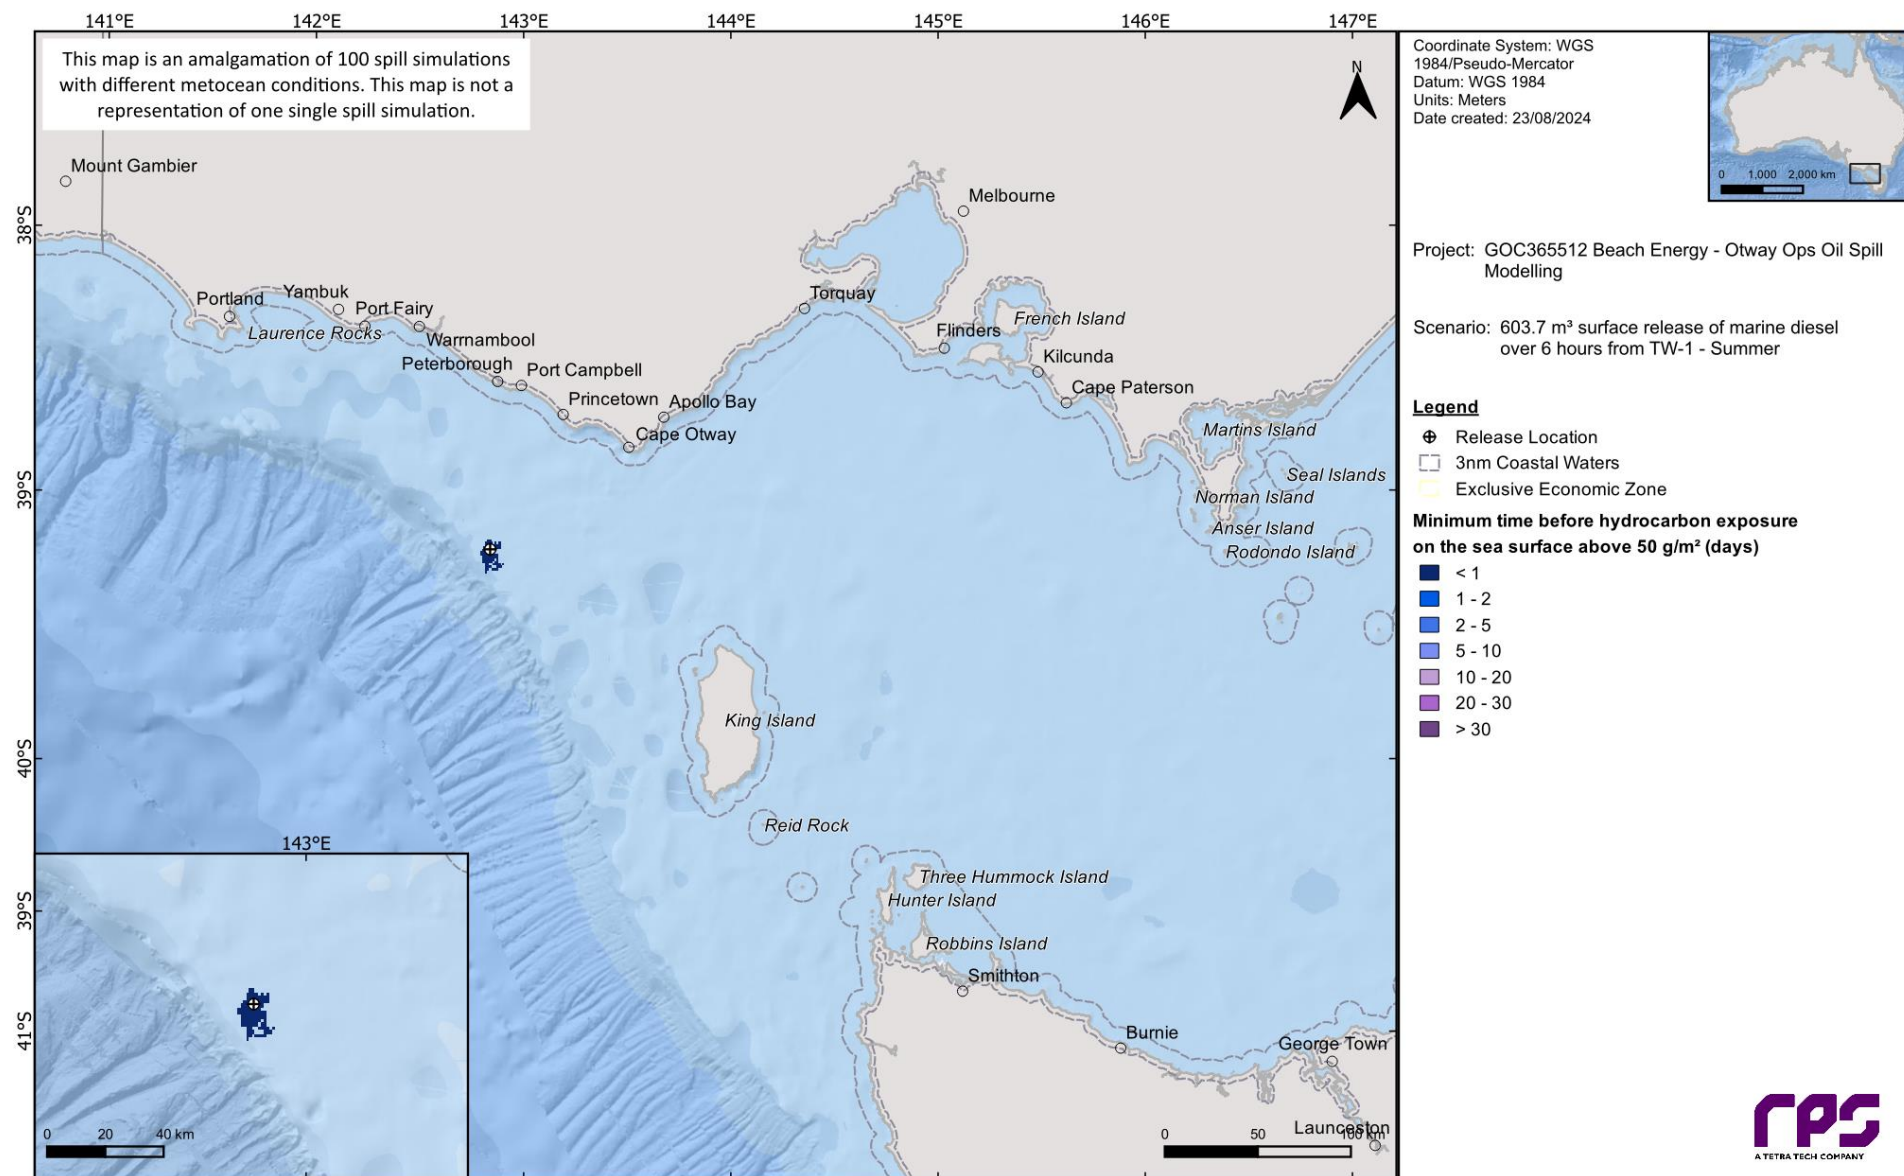 141°E 142°E 143°E 144°E 145°E 146°E 147°E
This map is an amalgamation of 100 spill simulations
with different metocean conditions. This map is not a
representation of one single spill simulation.
N
Mount Gambier
Melbourne
38°S
Portland
Yambuk
Port Fairy
Laurence Rocks
Warrnambool
Peterborough
Port Campbell
Princetown
Apollo Bay
Cape Otway
Torquay
French Island
Flinders
Kilcunda
Cape Paterson
Martins Island
Seal Islands
39°S
Norman Island
Anser Island
Rodondo Island
King Island
40°S
Reid Rock
Three Hummock Island
Hunter Island
Robbins Island
Smithton
41°S
Burnie
George Town
Launceston
0 50 100 km
143°E
39°S
0 20 40 km
Coordinate System: WGS
1984/Pseudo-Mercator
Datum: WGS 1984
Units: Meters
Date created: 23/08/2024
0 1,000 2,000 km
Project: GOC365512 Beach Energy - Otway Ops Oil Spill
Modelling
Scenario: 603.7 m³ surface release of marine diesel
over 6 hours from TW-1 - Summer
Legend
Release Location
3nm Coastal Waters
Exclusive Economic Zone
Minimum time before hydrocarbon exposure
on the sea surface above 50 g/m² (days)
< 1
1 - 2
2 - 5
5 - 10
10 - 20
20 - 30
> 30
rps
A TETRA TECH COMPANY